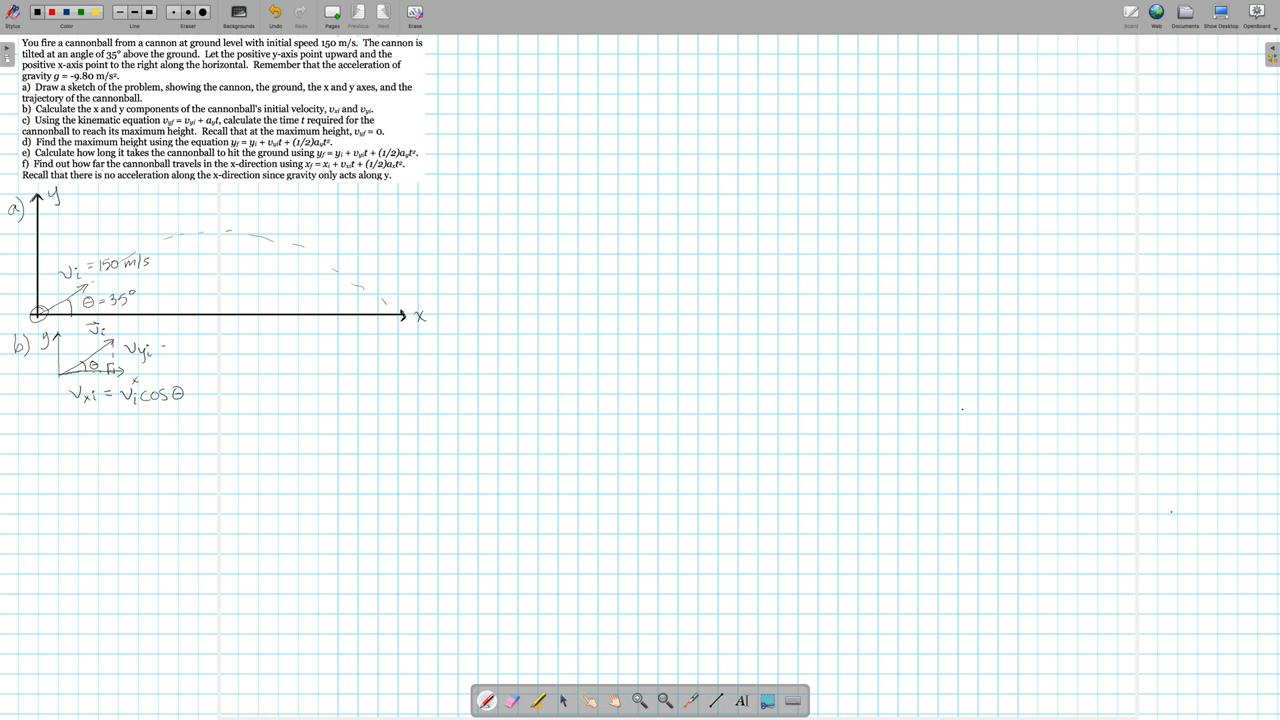 Stylus Color Line Eraser Backgrounds Undo Redo Pages Previous Next Erase Board Web Documents Show Desktop OpenBoard
You fire a cannonball from a cannon at ground level with initial speed 150 m/s. The cannon is
tilted at an angle of 35° above the ground. Let the positive y-axis point upward and the
positive x-axis point to the right along the horizontal. Remember that the acceleration of
gravity g = -9.80 m/s².
a) Draw a sketch of the problem, showing the cannon, the ground, the x and y axes, and the
trajectory of the cannonball.
b) Calculate the x and y components of the cannonball's initial velocity, vxi and vyi.
c) Using the kinematic equation vyf = vyi + ayt, calculate the time t required for the
cannonball to reach its maximum height. Recall that at the maximum height, vyf = 0.
d) Find the maximum height using the equation yf = yi + vyit + (1/2)ayt².
e) Calculate how long it takes the cannonball to hit the ground using yf = yi + vyit + (1/2)ayt².
f) Find out how far the cannonball travels in the x-direction using xf = xi + vxit + (1/2)axt².
Recall that there is no acceleration along the x-direction since gravity only acts along y.
a) y
vi = 150 m/s
θ = 35°
x
b) y vi
vyi -
θ
x
vxi = vi cos θ
AI